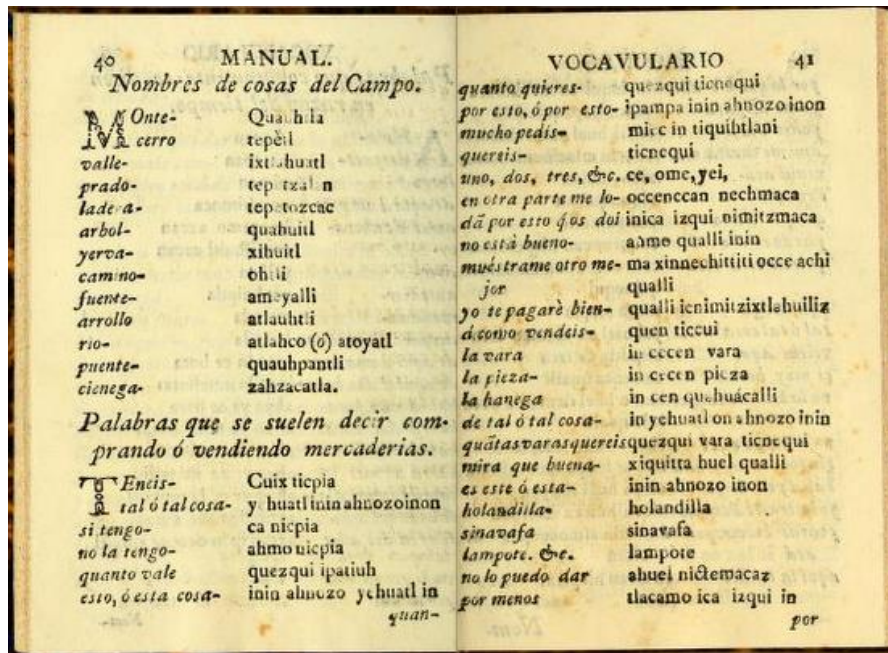 40 MANUAL.
Nombres de cosas del Campo.
MOnte- Quauhtla
cerro tepètl
valle- ixtlahuatl
prado- tep tzal n
ladera- tep tozcac
arbol- quahuitl
yerva- xihuitl
camino- ohtli
fuente- ameyalli
arrollo atlauhtli
rio- atlahco (ó) atoyatl
puente- quauhpantli
cienega- zahzacatla.
Palabras que se suelen decir com-
prando ó vendiendo mercaderias.
TEneis- Cuix ticpia
tal ó tal cosa- y huatl inin ahnozo inon
si tengo- ca nicpia
no la tengo- ahmo nicpia
quanto vale quezqui ipatiuh
esto, ó esta cosa- inin ahnozo yehuatl in
quan-
VOCAVULARIO 41
quanto quieres- quezqui ticnequi
por esto, ó por esto- ipampa inin ahnozo inon
mucho pedis- miec in tiquihtlani
quereis- ticnequi
uno, dos, tres, &c. ce, ome, yei,
en otra parte me lo- occenccan nechmaca
dã por esto q̃ os doi inica izqui nimitzmaca
no está bueno- ahmo qualli inin
muéstrame otro me- ma xinnechittiti occe achi
jor qualli
yo te pagarè bien- qualli ienimitzixtlahuiliz
á como vendeis- quen ticcui
la vara in cecen vara
la pieza- in cecen pieza
la hanega in cen quahuácalli
de tal ó tal cosa- in yehuatl on ahnozo inin
quãtas varas quereis quezqui vara ticnequi
mira que buena- xiquitta huel qualli
es este ó esta- inin ahnozo inon
holandilla- holandilla
sinavafa sinavafa
lampote. &c. lampote
no lo puedo dar ahuel nictemacaz
por menos tlacamo ica izqui in
por